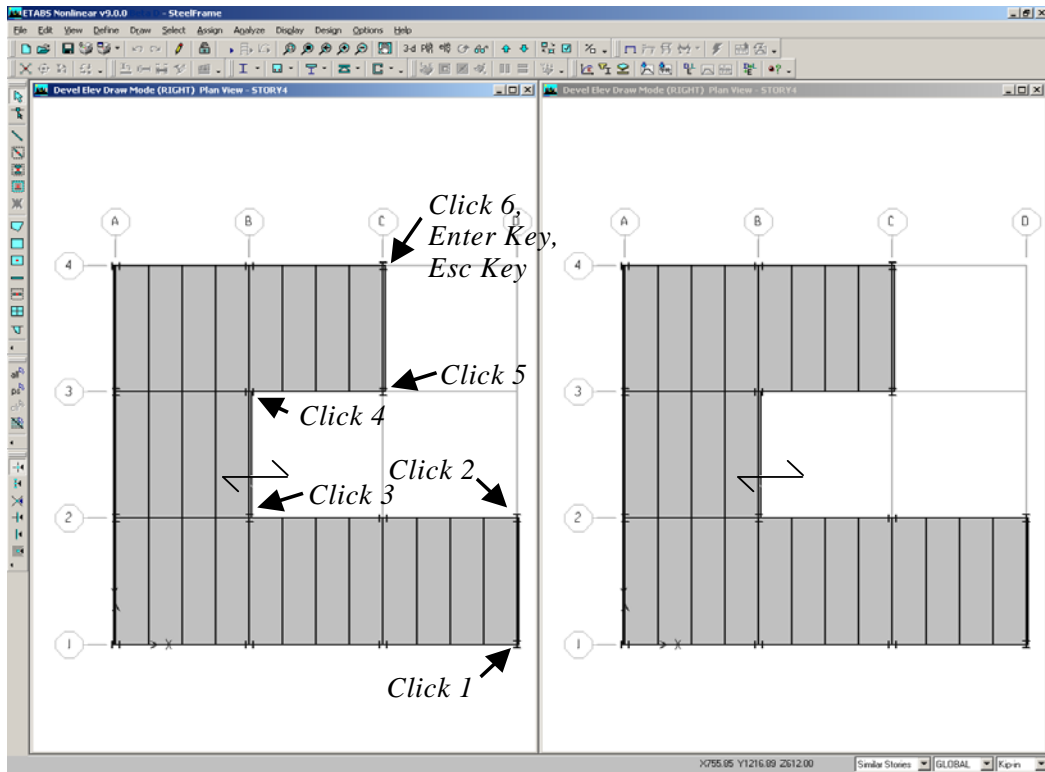 ETABS Nonlinear v9.0.0 - SteelFrame
File Edit View Define Draw Select Assign Analyze Display Design Options Help
3-d
Devel Elev Draw Mode (RIGHT) Plan View - STORY4
A B C D
4
3
2
1
X
Click 6,
Enter Key,
Esc Key
Click 5
Click 4
Click 2
Click 3
Click 1
Devel Elev Draw Mode (RIGHT) Plan View - STORY4
A B C D
4
3
2
1
X
X755.05 Y1216.89 Z612.00 Similar Stories GLOBAL Kip-in